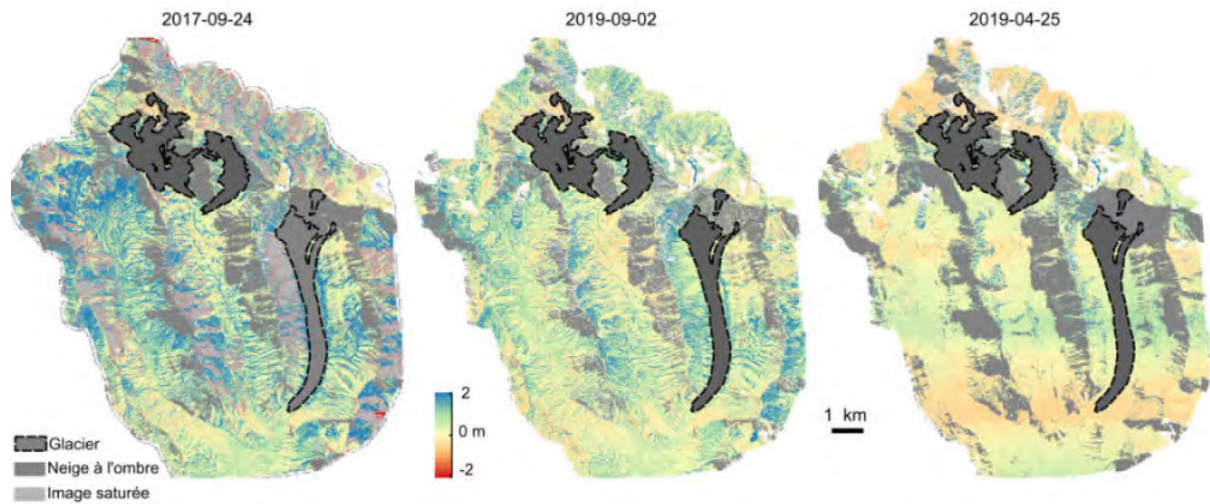 2017-09-24
2019-09-02
2019-04-25
2
0 m
-2
1 km
Glacier
Neige à l'ombre
Image saturée